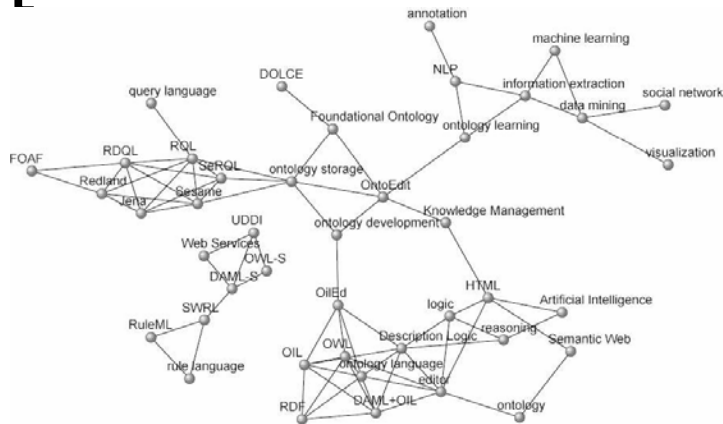 annotation
machine learning
DOLCE
NLP
information extraction
query language
social network
data mining
Foundational Ontology
ontology learning
RQL
RDQL
SeRQL
FOAF
visualization
ontology storage
Redland
Sesame
OntoEdit
Jena
Knowledge Management
UDDI
ontology development
Web Services
OWL-S
DAML-S
HTML
OilEd
logic
Artificial Intelligence
SWRL
RuleML
reasoning
Description Logic
Semantic Web
OWL
OIL
ontology language
rule language
editor
RDF
DAML+OIL
ontology